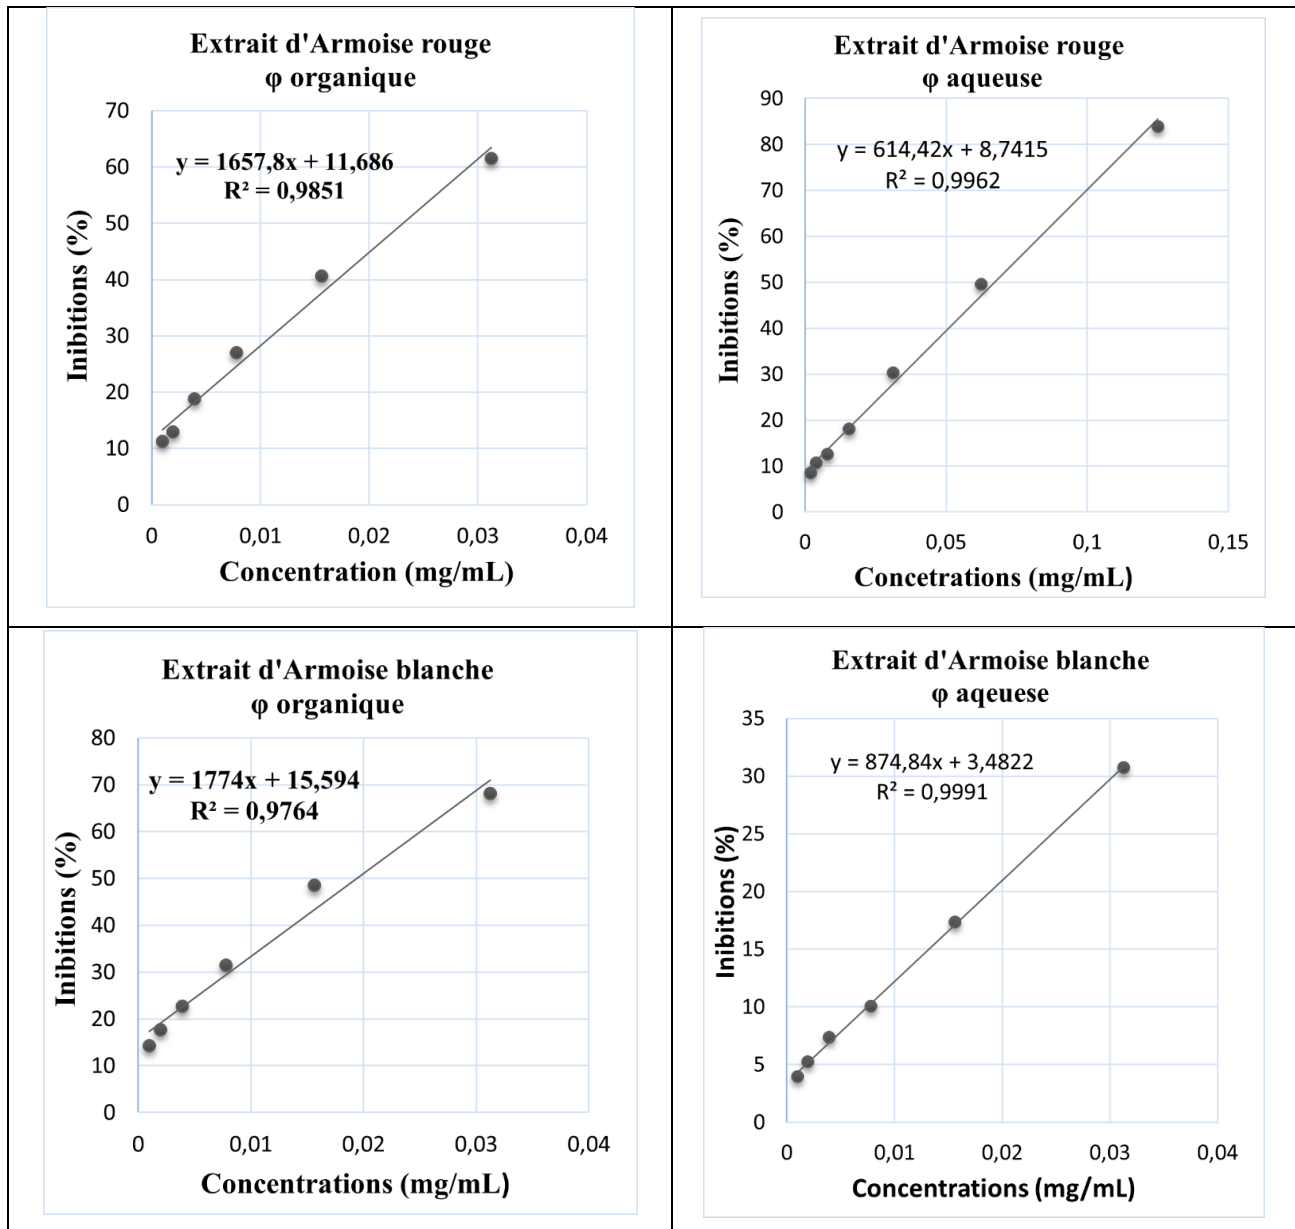 Extrait d'Armoise rouge
φ organique
70
60
50
40
30
20
10
0
y = 1657,8x + 11,686
R² = 0,9851
Inibitions (%)
0 0,01 0,02 0,03 0,04
Concentration (mg/mL)
Extrait d'Armoise rouge
φ aqueuse
90
80
70
60
50
40
30
20
10
0
y = 614,42x + 8,7415
R² = 0,9962
Inibitions (%)
0 0,05 0,1 0,15
Concetrations (mg/mL)
Extrait d'Armoise blanche
φ organique
80
70
60
50
40
30
20
10
0
y = 1774x + 15,594
R² = 0,9764
Inibitions (%)
0 0,01 0,02 0,03 0,04
Concentrations (mg/mL)
Extrait d'Armoise blanche
φ aqeuese
35
30
25
20
15
10
5
0
y = 874,84x + 3,4822
R² = 0,9991
Inibitions (%)
0 0,01 0,02 0,03 0,04
Concentrations (mg/mL)